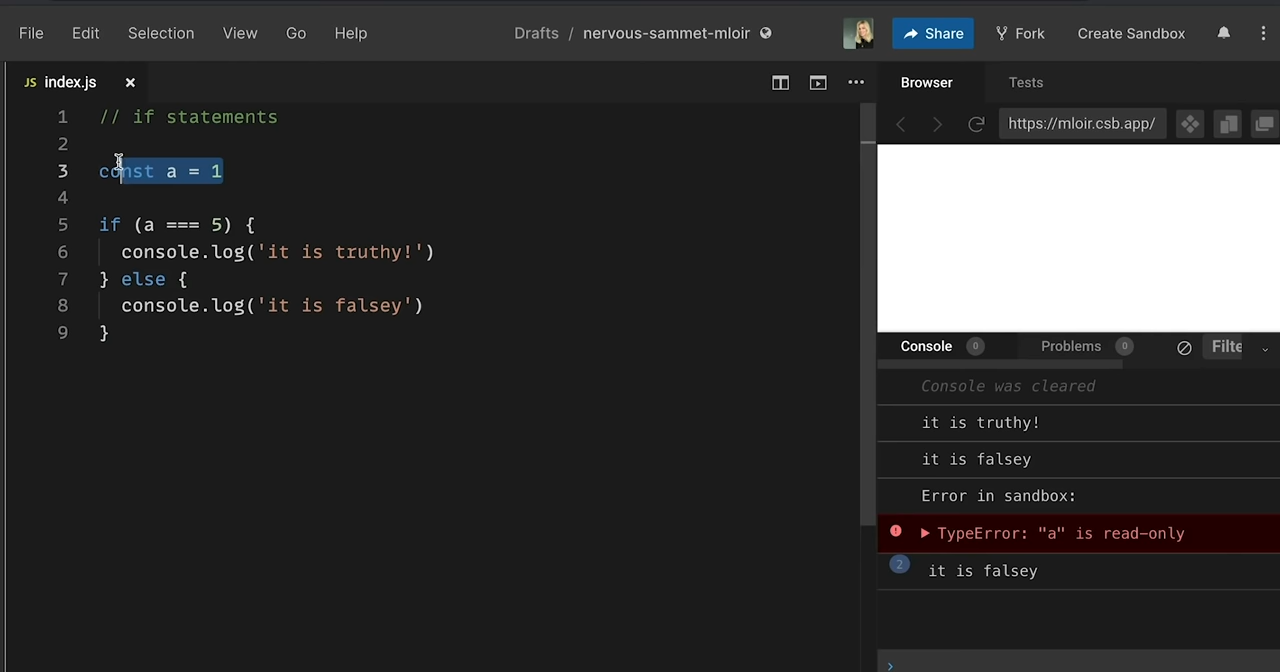 File Edit Selection View Go Help Drafts / nervous-sammet-mloir Share Fork Create Sandbox
JS index.js Browser Tests
https://mloir.csb.app/
1 // if statements
2
3 const a = 1
4
5 if (a === 5) {
6 console.log('it is truthy!')
7 } else {
8 console.log('it is falsey')
9 }
Console 0 Problems 0 Filte
Console was cleared
it is truthy!
it is falsey
Error in sandbox:
TypeError: "a" is read-only
2 it is falsey